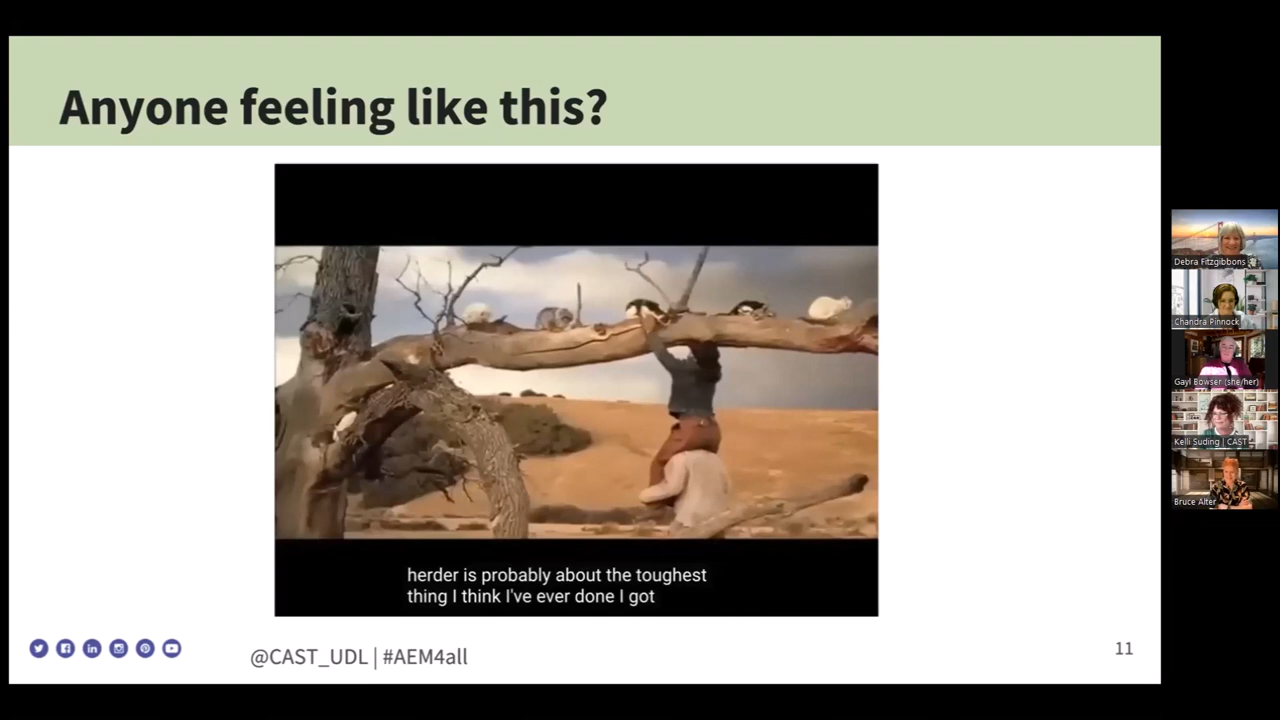 Anyone feeling like this?
herder is probably about the toughest
thing I think I've ever done I got
@CAST_UDL | #AEM4all
11
Debra Fitzgibbons
Chandra Pinnock
Gayl Bowser (she/her)
Kelli Suding | CAST
Bruce Alter